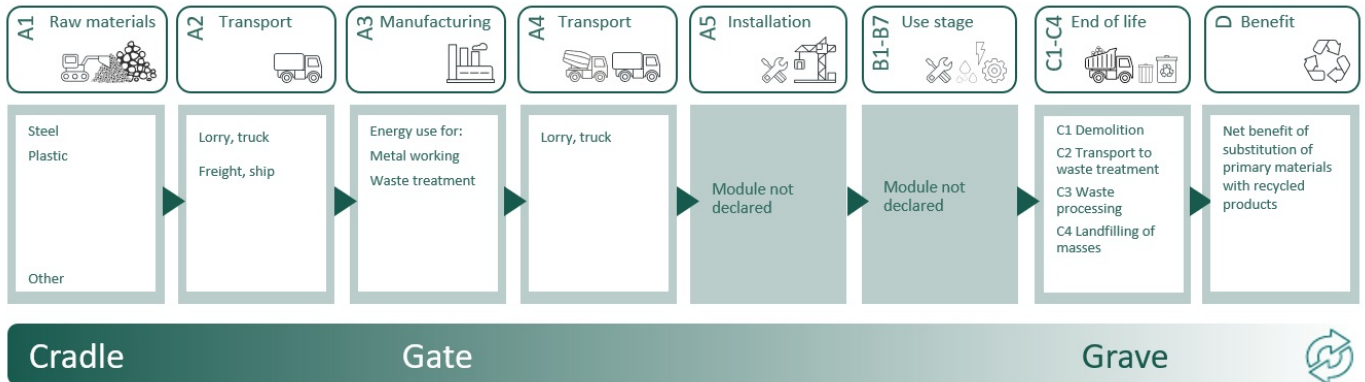 A1 Raw materials
A2 Transport
A3 Manufacturing
A4 Transport
A5 Installation
B1-B7 Use stage
C1-C4 End of life
D Benefit
Steel
Plastic
Other
Lorry, truck
Freight, ship
Energy use for:
Metal working
Waste treatment
Lorry, truck
Module not
declared
Module not
declared
C1 Demolition
C2 Transport to
waste treatment
C3 Waste
processing
C4 Landfilling of
masses
Net benefit of
substitution of
primary materials
with recycled
products
Cradle
Gate
Grave